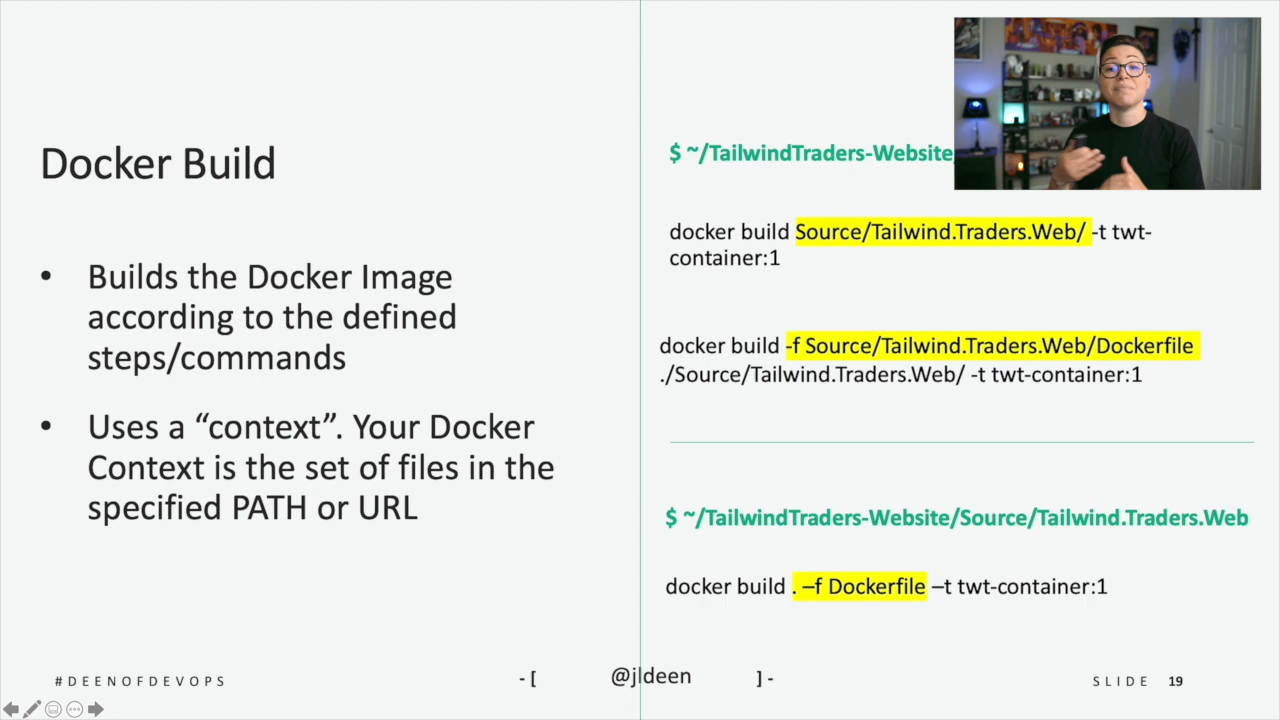 Docker Build
• Builds the Docker Image
according to the defined
steps/commands
• Uses a “context”. Your Docker
Context is the set of files in the
specified PATH or URL
$ ~/TailwindTraders-Website/
docker build Source/Tailwind.Traders.Web/ -t twt-
container:1
docker build -f Source/Tailwind.Traders.Web/Dockerfile
./Source/Tailwind.Traders.Web/ -t twt-container:1
$ ~/TailwindTraders-Website/Source/Tailwind.Traders.Web
docker build . –f Dockerfile –t twt-container:1
#DEENOFDEVOPS
-[ @jldeen ]-
SLIDE 19